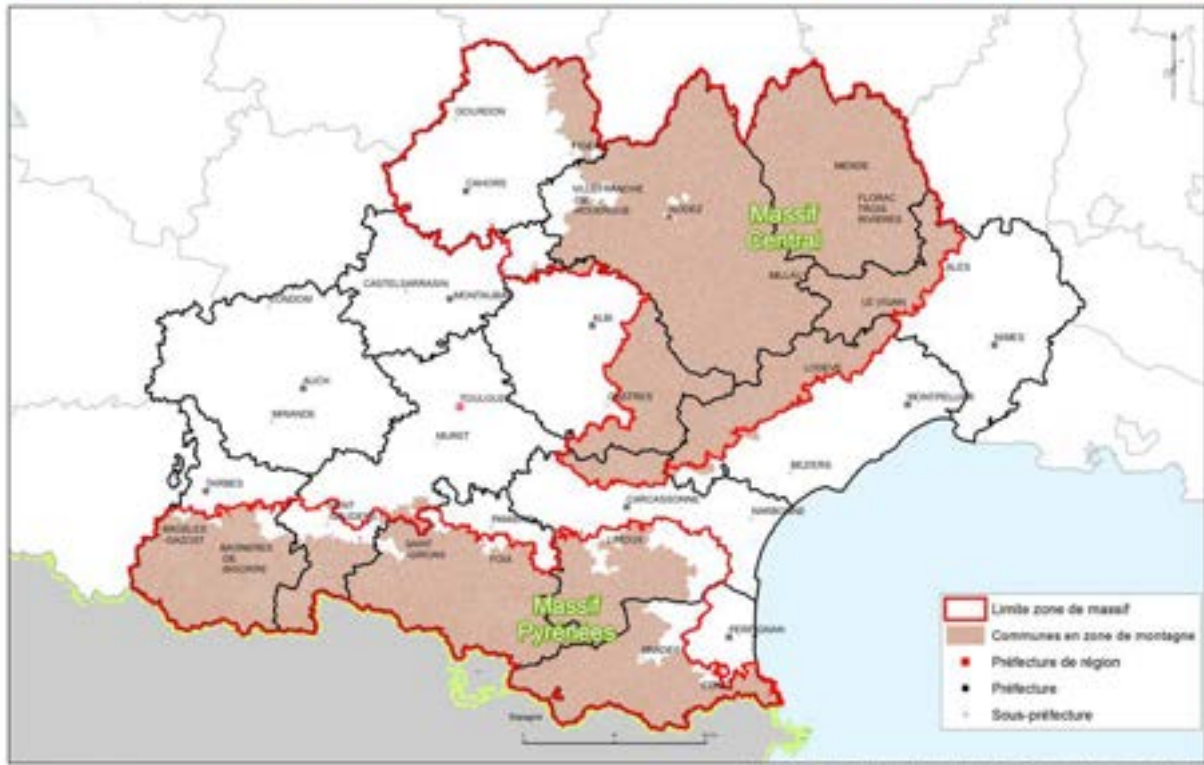 GOURDON
CAHORS
VILLEFRANCHE
DE
ROUERGUE
RODEZ
MENDE
FLORAC
TROIS
RIVIERES
Massif
Central
MILLAU
ALES
LE VIGAN
CASTELSARRASIN
MONTAUBAN
CONDOM
ALBI
NIMES
AUCH
MIRANDE
TOULOUSE
CASTRES
LODEVE
MONTPELLIER
MURET
BEZIERS
TARBES
CARCASSONNE
NARBONNE
ARGELES
-GAZOST
BAGNERES
DE
BIGORRE
SAINT
-GIRONS
FOIX
LIMOUX
Massif
Pyrénées
PRADES
PERPIGNAN
Espagne
Limite zone de massif
Communes en zone de montagne
Préfecture de région
Préfecture
Sous-préfecture